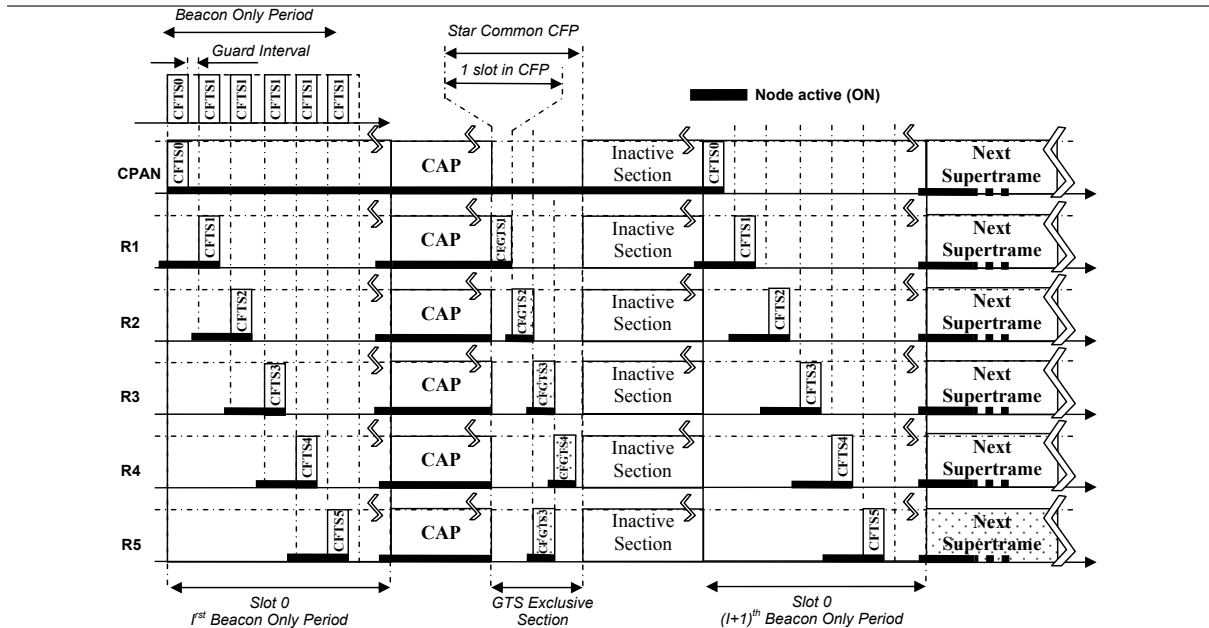 Beacon Only Period
Guard Interval
CFTS0 CFTS1 CFTS1 CFTS1 CFTS1 CFTS1
Star Common CFP
1 slot in CFP
Node active (ON)
CPAN CFTS0 CAP Inactive Section CFTS0 Next Supertrame
R1 CFTS1 CAP CFGTS1 Inactive Section CFTS1 Next Supertrame
R2 CFTS2 CAP CFGTS2 Inactive Section CFTS2 Next Supertrame
R3 CFTS3 CAP CFGTS3 Inactive Section CFTS3 Next Supertrame
R4 CFTS4 CAP CFGTS4 Inactive Section CFTS4 Next Supertrame
R5 CFTS5 CAP CFGTS3 Inactive Section CFTS5 Next Supertrame
Slot 0
I^rst Beacon Only Period
GTS Exclusive
Section
Slot 0
(I+1)^th Beacon Only Period